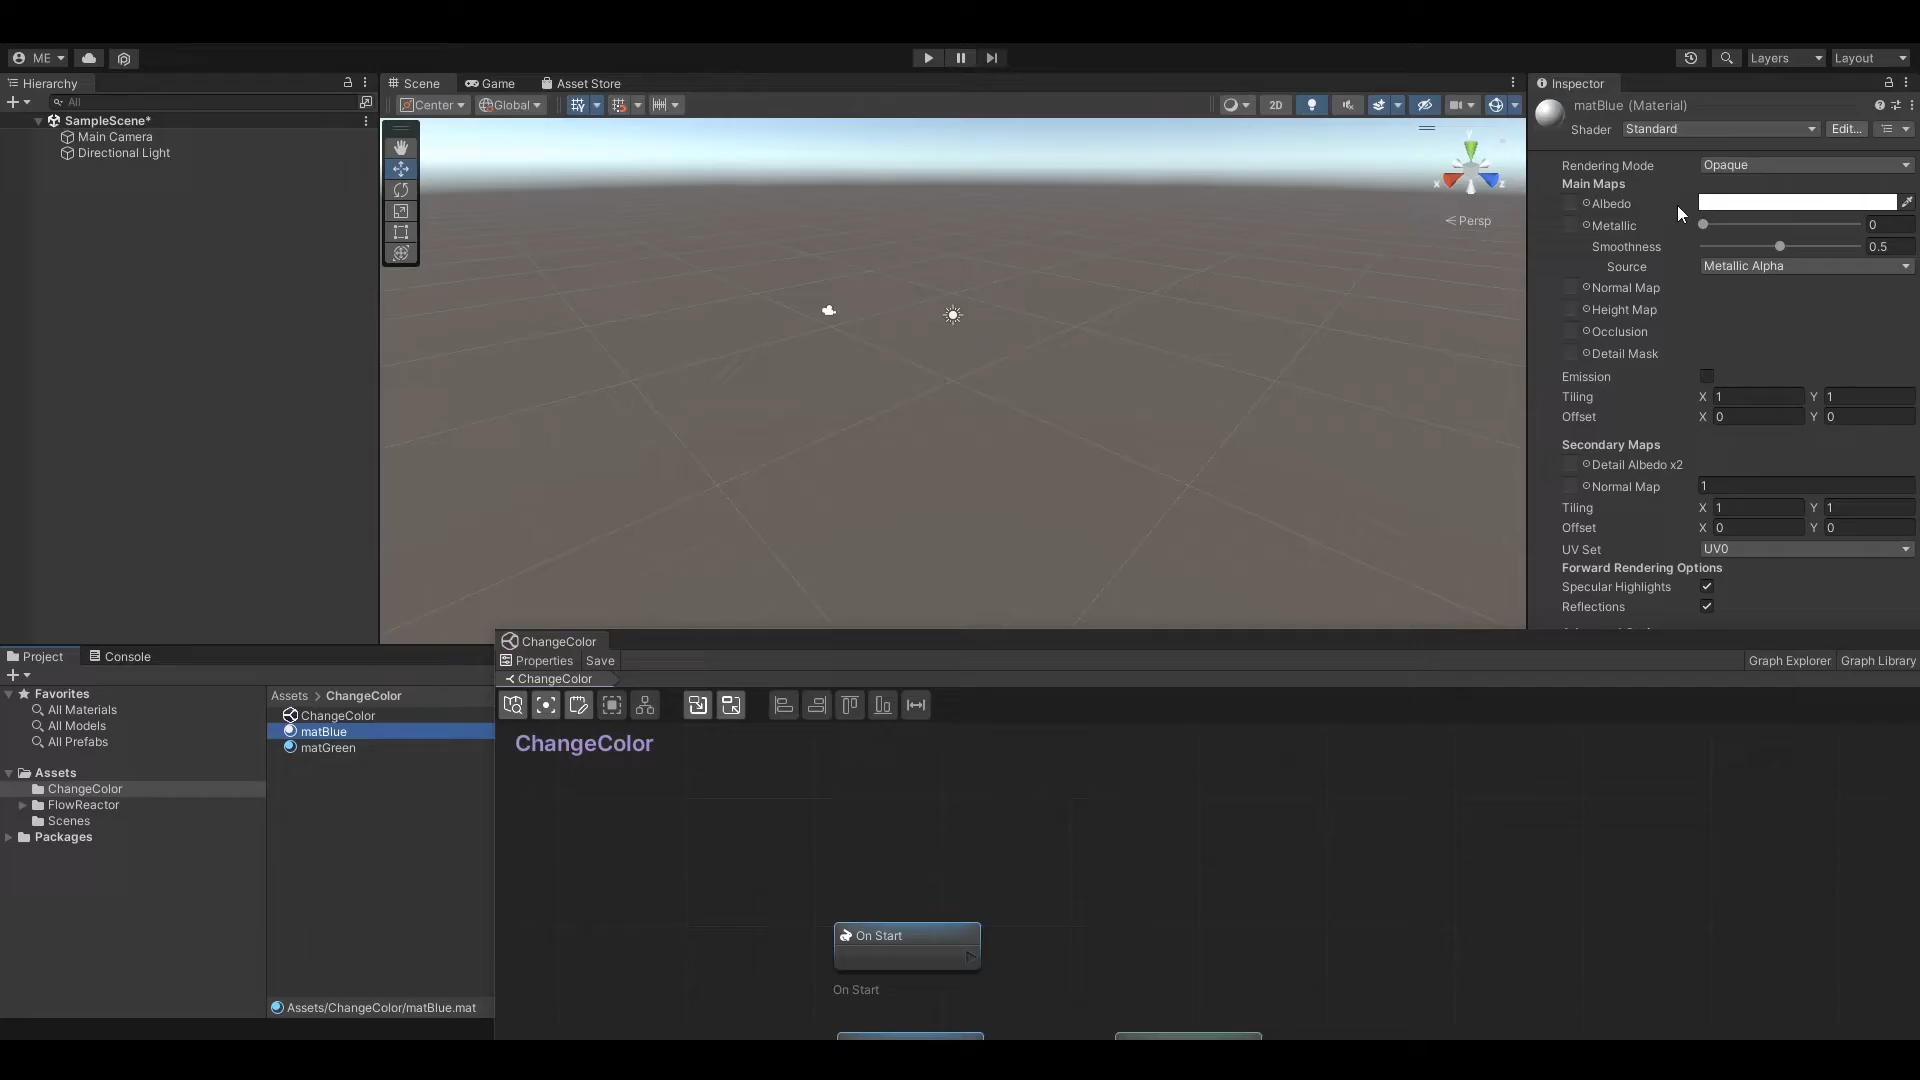 ME
Layers
Layout
Hierarchy
All
SampleScene*
Main Camera
Directional Light
Scene
Game
Asset Store
Center
Global
2D
y
x
z
Persp
Inspector
matBlue (Material)
Shader
Standard
Edit...
Rendering Mode
Opaque
Main Maps
Albedo
Metallic
0
Smoothness
0.5
Source
Metallic Alpha
Normal Map
Height Map
Occlusion
Detail Mask
Emission
Tiling
X 1
Y 1
Offset
X 0
Y 0
Secondary Maps
Detail Albedo x2
Normal Map
1
Tiling
X 1
Y 1
Offset
X 0
Y 0
UV Set
UV0
Forward Rendering Options
Specular Highlights
Reflections
Project
Console
Favorites
All Materials
All Models
All Prefabs
Assets
ChangeColor
FlowReactor
Scenes
Packages
Assets > ChangeColor
ChangeColor
matBlue
matGreen
Assets/ChangeColor/matBlue.mat
ChangeColor
Properties
Save
Graph Explorer
Graph Library
ChangeColor
ChangeColor
On Start
On Start